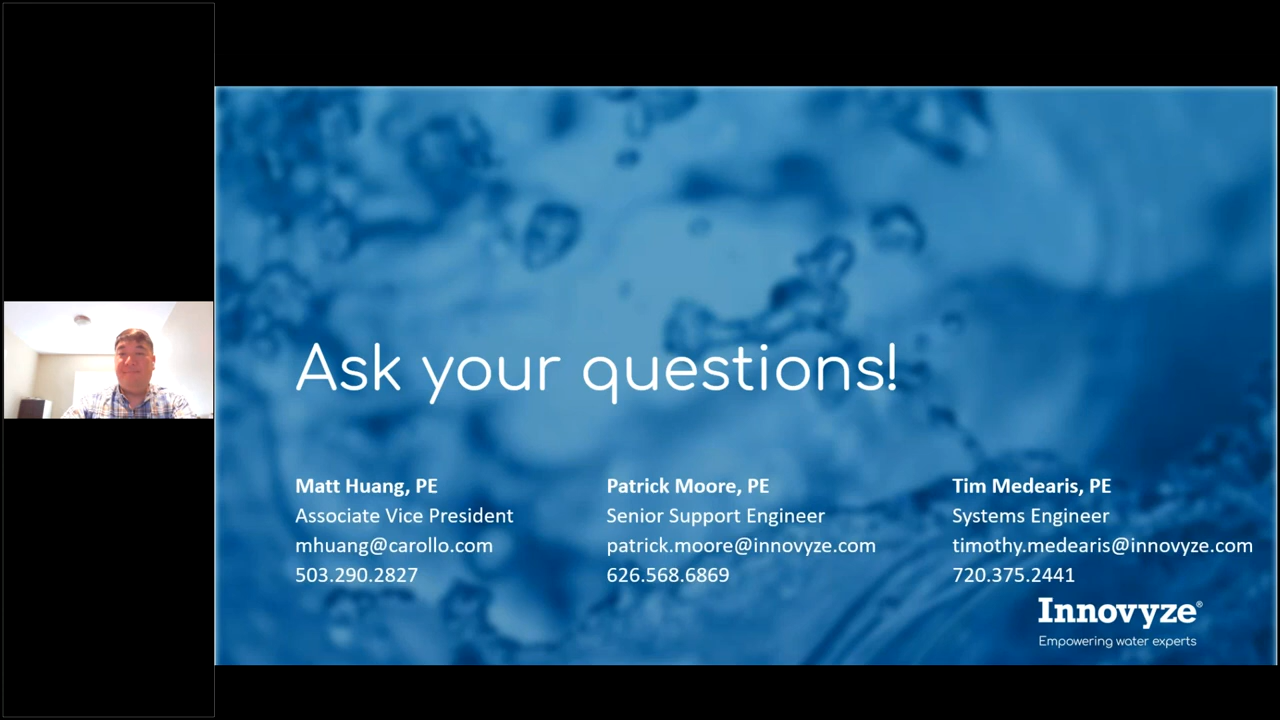 Ask your questions!
Matt Huang, PE
Associate Vice President
mhuang@carollo.com
503.290.2827
Patrick Moore, PE
Senior Support Engineer
patrick.moore@innovyze.com
626.568.6869
Tim Medearis, PE
Systems Engineer
timothy.medearis@innovyze.com
720.375.2441
Innovyze®
Empowering water experts